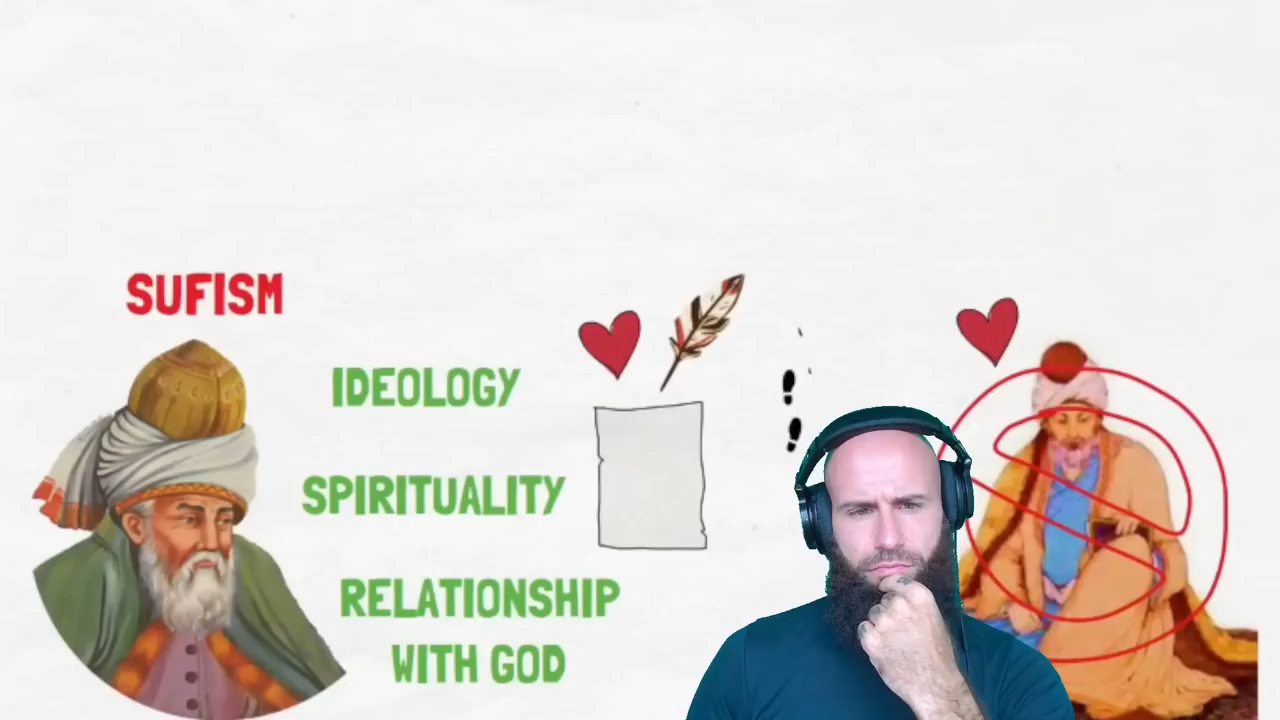 SUFISM
IDEOLOGY
SPIRITUALITY
RELATIONSHIP
WITH GOD